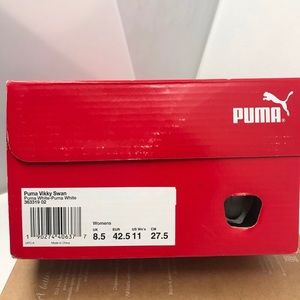 PUMA
Puma Vikky Swan
Puma White-Puma White
363319 02
Womens
UK EUR US Wn's CM
8.5 42.5 11 27.5
Made in China